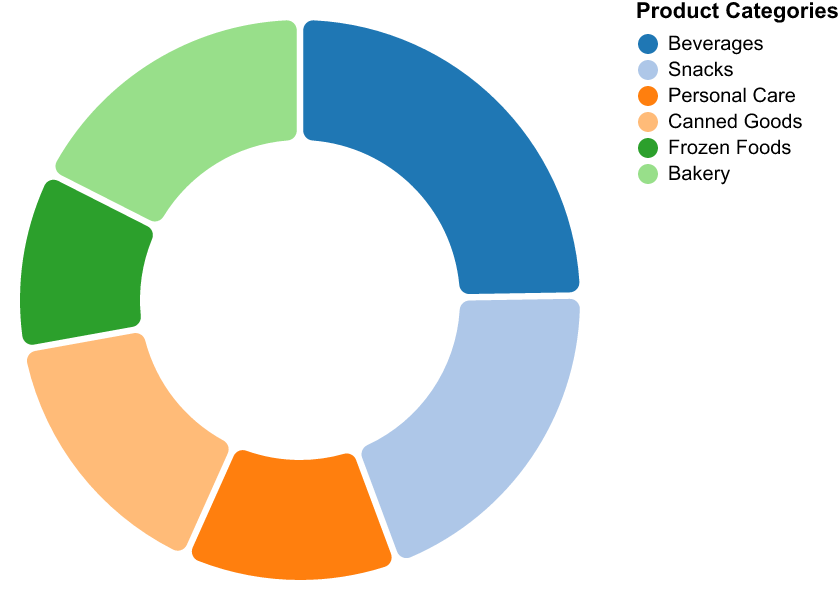 Product Categories
Beverages
Snacks
Personal Care
Canned Goods
Frozen Foods
Bakery